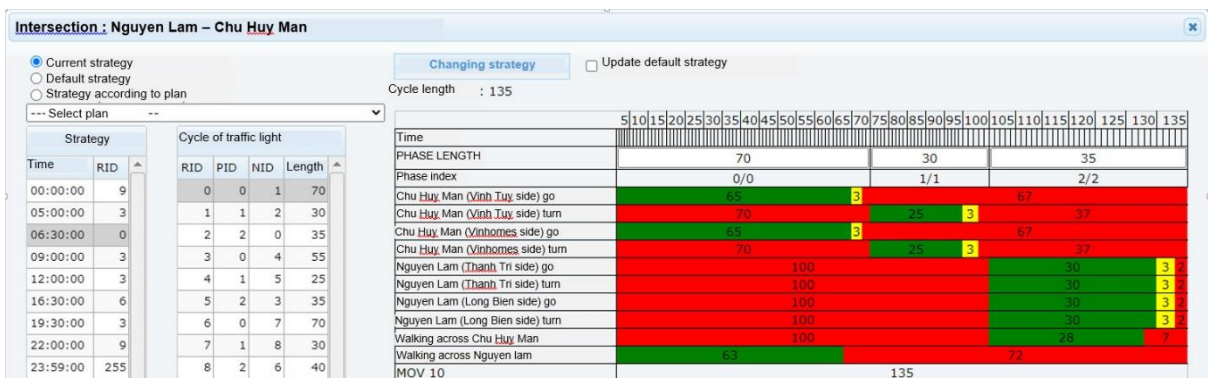 Intersection : Nguyen Lam – Chu Huy Man
Current strategy
Default strategy
Strategy according to plan
--- Select plan --
Changing strategy
Update default strategy
Cycle length : 135
Strategy
Time RID
00:00:00 9
05:00:00 3
06:30:00 0
09:00:00 3
12:00:00 3
16:30:00 6
19:30:00 3
22:00:00 9
23:59:00 255
Cycle of traffic light
RID PID NID Length
0 0 1 70
1 1 2 30
2 2 0 35
3 0 4 55
4 1 5 25
5 2 3 35
6 0 7 70
7 1 8 30
8 2 6 40
5 10 15 20 25 30 35 40 45 50 55 60 65 70 75 80 85 90 95 100 105 110 115 120 125 130 135
Time
PHASE LENGTH 70 30 35
Phase index 0/0 1/1 2/2
Chu Huy Man (Vinh Tuy side) go 65 3 67
Chu Huy Man (Vinh Tuy side) turn 70 25 3 37
Chu Huy Man (Vinhomes side) go 65 3 67
Chu Huy Man (Vinhomes side) turn 70 25 3 37
Nguyen Lam (Thanh Tri side) go 100 30 3 2
Nguyen Lam (Thanh Tri side) turn 100 30 3 2
Nguyen Lam (Long Bien side) go 100 30 3 2
Nguyen Lam (Long Bien side) turn 100 30 3 2
Walking across Chu Huy Man 100 28 7
Walking across Nguyen lam 63 72
MOV 10 135